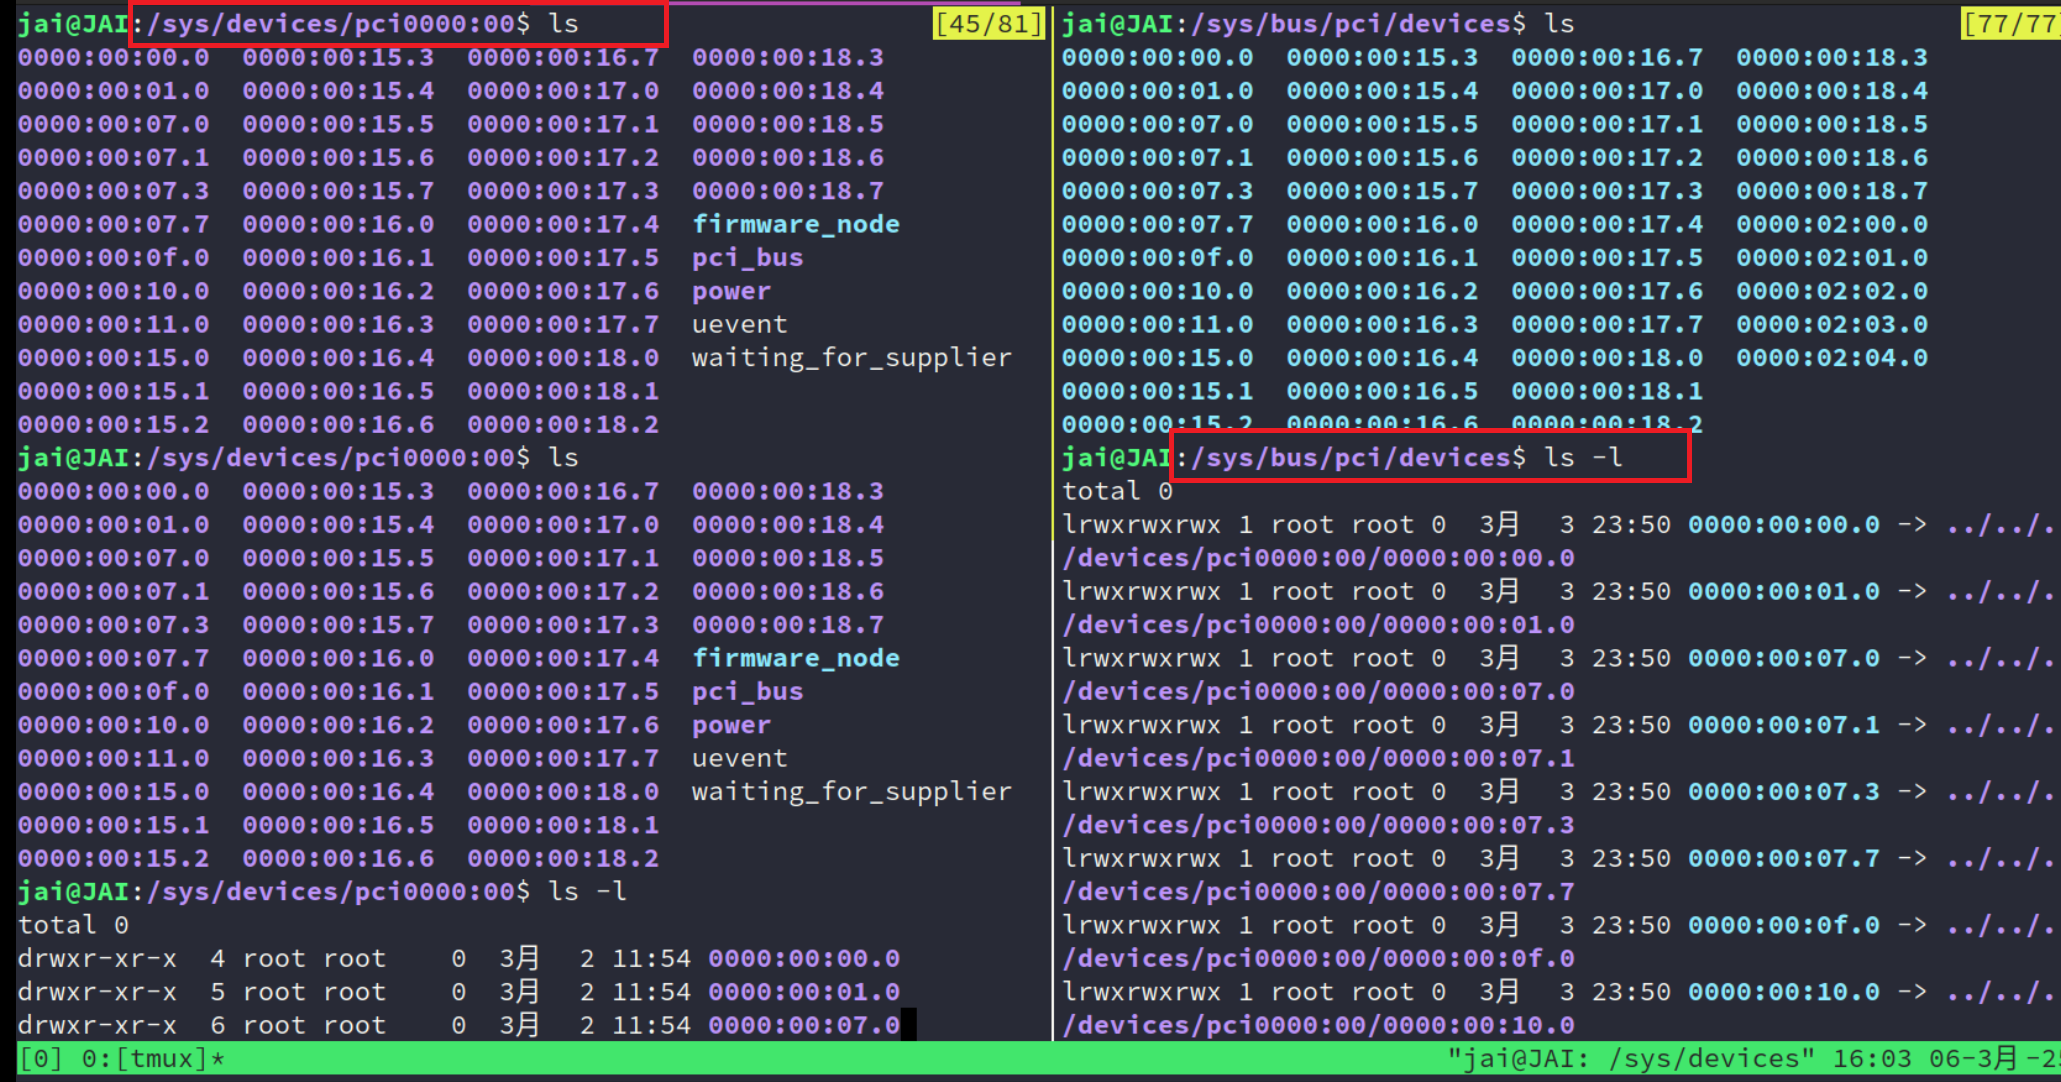 jai@JAI:/sys/devices/pci0000:00$ ls [45/81]
0000:00:00.0 0000:00:15.3 0000:00:16.7 0000:00:18.3
0000:00:01.0 0000:00:15.4 0000:00:17.0 0000:00:18.4
0000:00:07.0 0000:00:15.5 0000:00:17.1 0000:00:18.5
0000:00:07.1 0000:00:15.6 0000:00:17.2 0000:00:18.6
0000:00:07.3 0000:00:15.7 0000:00:17.3 0000:00:18.7
0000:00:07.7 0000:00:16.0 0000:00:17.4 firmware_node
0000:00:0f.0 0000:00:16.1 0000:00:17.5 pci_bus
0000:00:10.0 0000:00:16.2 0000:00:17.6 power
0000:00:11.0 0000:00:16.3 0000:00:17.7 uevent
0000:00:15.0 0000:00:16.4 0000:00:18.0 waiting_for_supplier
0000:00:15.1 0000:00:16.5 0000:00:18.1
0000:00:15.2 0000:00:16.6 0000:00:18.2
jai@JAI:/sys/devices/pci0000:00$ ls
0000:00:00.0 0000:00:15.3 0000:00:16.7 0000:00:18.3
0000:00:01.0 0000:00:15.4 0000:00:17.0 0000:00:18.4
0000:00:07.0 0000:00:15.5 0000:00:17.1 0000:00:18.5
0000:00:07.1 0000:00:15.6 0000:00:17.2 0000:00:18.6
0000:00:07.3 0000:00:15.7 0000:00:17.3 0000:00:18.7
0000:00:07.7 0000:00:16.0 0000:00:17.4 firmware_node
0000:00:0f.0 0000:00:16.1 0000:00:17.5 pci_bus
0000:00:10.0 0000:00:16.2 0000:00:17.6 power
0000:00:11.0 0000:00:16.3 0000:00:17.7 uevent
0000:00:15.0 0000:00:16.4 0000:00:18.0 waiting_for_supplier
0000:00:15.1 0000:00:16.5 0000:00:18.1
0000:00:15.2 0000:00:16.6 0000:00:18.2
jai@JAI:/sys/devices/pci0000:00$ ls -l
total 0
drwxr-xr-x 4 root root 0 3月 2 11:54 0000:00:00.0
drwxr-xr-x 5 root root 0 3月 2 11:54 0000:00:01.0
drwxr-xr-x 6 root root 0 3月 2 11:54 0000:00:07.0
jai@JAI:/sys/bus/pci/devices$ ls [77/77]
0000:00:00.0 0000:00:15.3 0000:00:16.7 0000:00:18.3
0000:00:01.0 0000:00:15.4 0000:00:17.0 0000:00:18.4
0000:00:07.0 0000:00:15.5 0000:00:17.1 0000:00:18.5
0000:00:07.1 0000:00:15.6 0000:00:17.2 0000:00:18.6
0000:00:07.3 0000:00:15.7 0000:00:17.3 0000:00:18.7
0000:00:07.7 0000:00:16.0 0000:00:17.4 0000:02:00.0
0000:00:0f.0 0000:00:16.1 0000:00:17.5 0000:02:01.0
0000:00:10.0 0000:00:16.2 0000:00:17.6 0000:02:02.0
0000:00:11.0 0000:00:16.3 0000:00:17.7 0000:02:03.0
0000:00:15.0 0000:00:16.4 0000:00:18.0 0000:02:04.0
0000:00:15.1 0000:00:16.5 0000:00:18.1
0000:00:15.2 0000:00:16.6 0000:00:18.2
jai@JAI:/sys/bus/pci/devices$ ls -l
total 0
lrwxrwxrwx 1 root root 0 3月 3 23:50 0000:00:00.0 -> ../../.
/devices/pci0000:00/0000:00:00.0
lrwxrwxrwx 1 root root 0 3月 3 23:50 0000:00:01.0 -> ../../.
/devices/pci0000:00/0000:00:01.0
lrwxrwxrwx 1 root root 0 3月 3 23:50 0000:00:07.0 -> ../../.
/devices/pci0000:00/0000:00:07.0
lrwxrwxrwx 1 root root 0 3月 3 23:50 0000:00:07.1 -> ../../.
/devices/pci0000:00/0000:00:07.1
lrwxrwxrwx 1 root root 0 3月 3 23:50 0000:00:07.3 -> ../../.
/devices/pci0000:00/0000:00:07.3
lrwxrwxrwx 1 root root 0 3月 3 23:50 0000:00:07.7 -> ../../.
/devices/pci0000:00/0000:00:07.7
lrwxrwxrwx 1 root root 0 3月 3 23:50 0000:00:0f.0 -> ../../.
/devices/pci0000:00/0000:00:0f.0
lrwxrwxrwx 1 root root 0 3月 3 23:50 0000:00:10.0 -> ../../.
/devices/pci0000:00/0000:00:10.0
[0] 0:[tmux]* "jai@JAI: /sys/devices" 16:03 06-3月-2